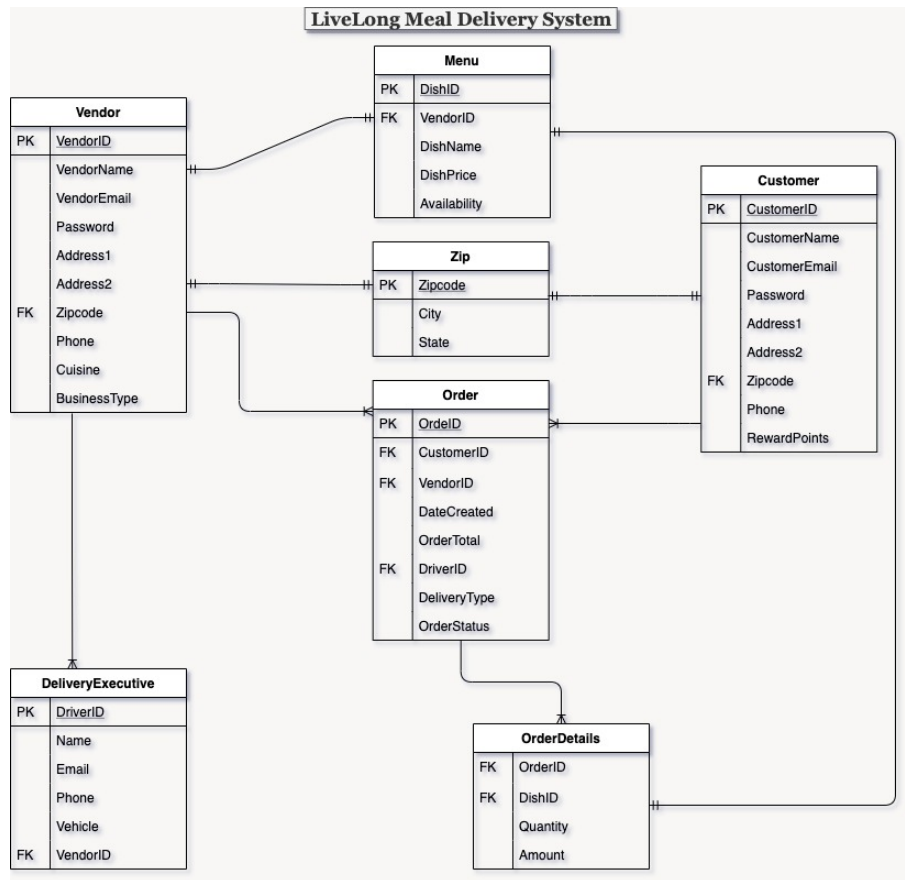 LiveLong Meal Delivery System
Menu
PK DishID
FK VendorID
DishName
DishPrice
Availability
Vendor
PK VendorID
VendorName
VendorEmail
Password
Address1
Address2
FK Zipcode
Phone
Cuisine
BusinessType
Customer
PK CustomerID
CustomerName
CustomerEmail
Password
Address1
Address2
FK Zipcode
Phone
RewardPoints
Zip
PK Zipcode
City
State
Order
PK OrdeID
FK CustomerID
FK VendorID
DateCreated
OrderTotal
FK DriverID
DeliveryType
OrderStatus
DeliveryExecutive
PK DriverID
Name
Email
Phone
Vehicle
FK VendorID
OrderDetails
FK OrderID
FK DishID
Quantity
Amount